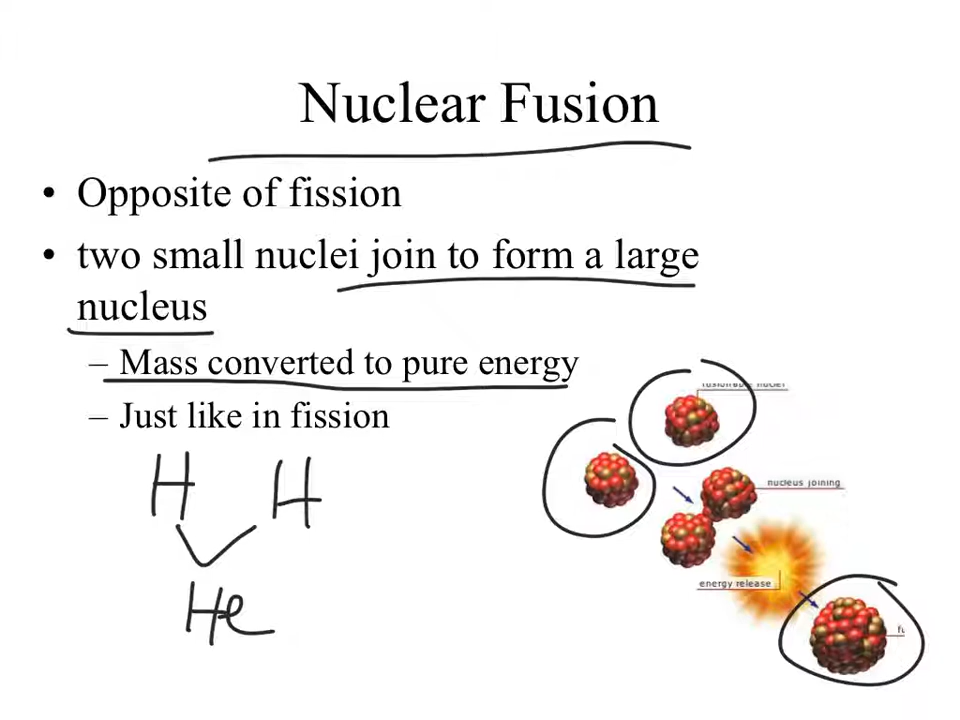 Nuclear Fusion
• Opposite of fission
• two small nuclei join to form a large
nucleus
– Mass converted to pure energy
– Just like in fission
nuclei
nucleus joining
energy release
H H
He